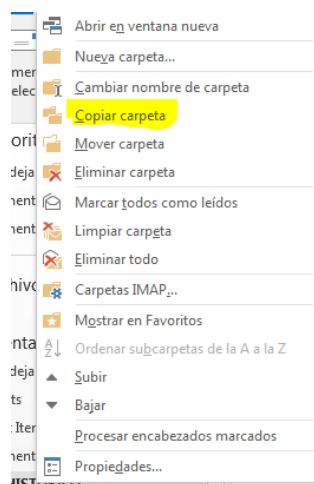 Abrir en ventana nueva
Nueva carpeta...
Cambiar nombre de carpeta
Copiar carpeta
Mover carpeta
Eliminar carpeta
Marcar todos como leídos
Limpiar carpeta
Eliminar todo
Carpetas IMAP...
Mostrar en Favoritos
Ordenar subcarpetas de la A a la Z
Subir
Bajar
Procesar encabezados marcados
Propiedades...